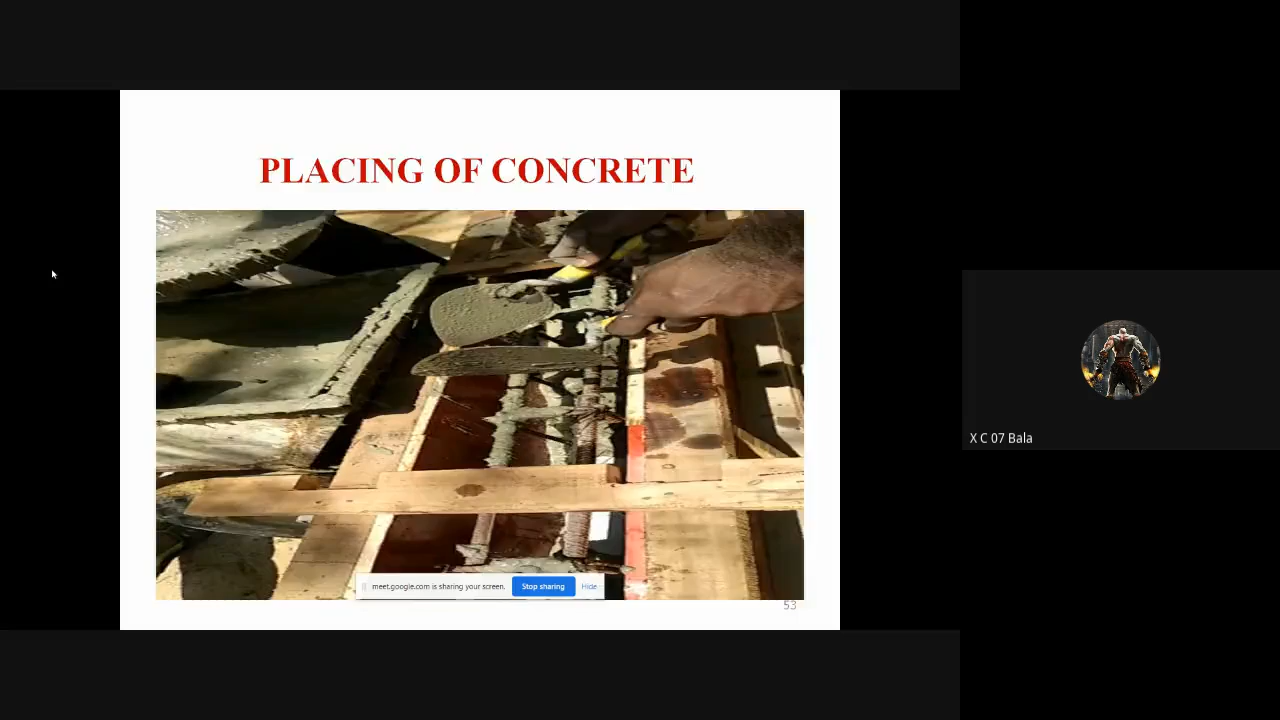 PLACING OF CONCRETE
meet.google.com is sharing your screen. Stop sharing Hide
53
X C 07 Bala